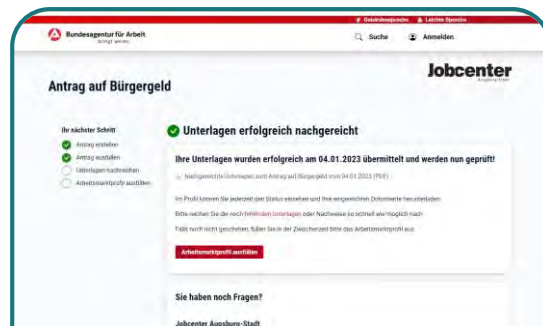 Gebärdensprache Leichte Sprache
Bundesagentur für Arbeit
bringt weiter.
Suche Anmelden
Jobcenter
Augsburg-Stadt
Antrag auf Bürgergeld
Ihr nächster Schritt
Antrag erstellen
Antrag ausfüllen
Unterlagen nachreichen
Arbeitsmarktprofil ausfüllen
Unterlagen erfolgreich nachgereicht
Ihre Unterlagen wurden erfolgreich am 04.01.2023 übermittelt und werden nun geprüft!
Nachgereichte Unterlagen zum Antrag auf Bürgergeld vom 04.01.2023 (PDF)
Im Profil können Sie jederzeit den Status einsehen und Ihre eingereichten Dokumente herunterladen.
Bitte reichen Sie die noch fehlenden Unterlagen oder Nachweise so schnell wie möglich nach.
Falls noch nicht geschehen, füllen Sie in der Zwischenzeit bitte das Arbeitsmarktprofil aus.
Arbeitsmarktprofil ausfüllen
Sie haben noch Fragen?
Jobcenter Augsburg-Stadt